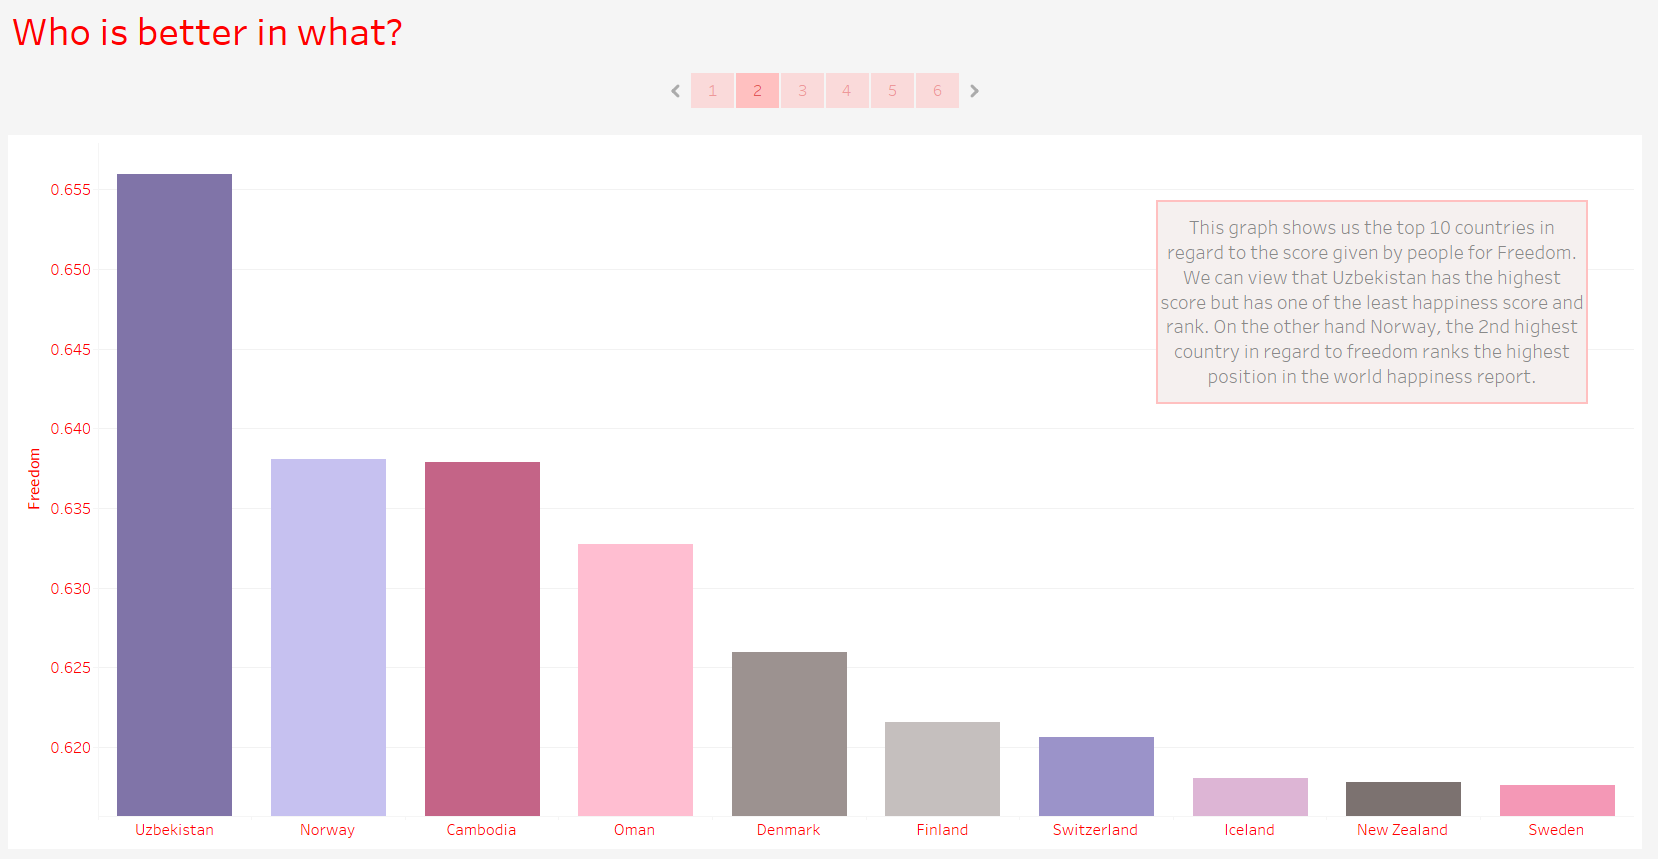 Who is better in what?
1 2 3 4 5 6
0.655
0.650
0.645
0.640
0.635
0.630
0.625
0.620
Freedom
This graph shows us the top 10 countries in
regard to the score given by people for Freedom.
We can view that Uzbekistan has the highest
score but has one of the least happiness score and
rank. On the other hand Norway, the 2nd highest
country in regard to freedom ranks the highest
position in the world happiness report.
Uzbekistan Norway Cambodia Oman Denmark Finland Switzerland Iceland New Zealand Sweden